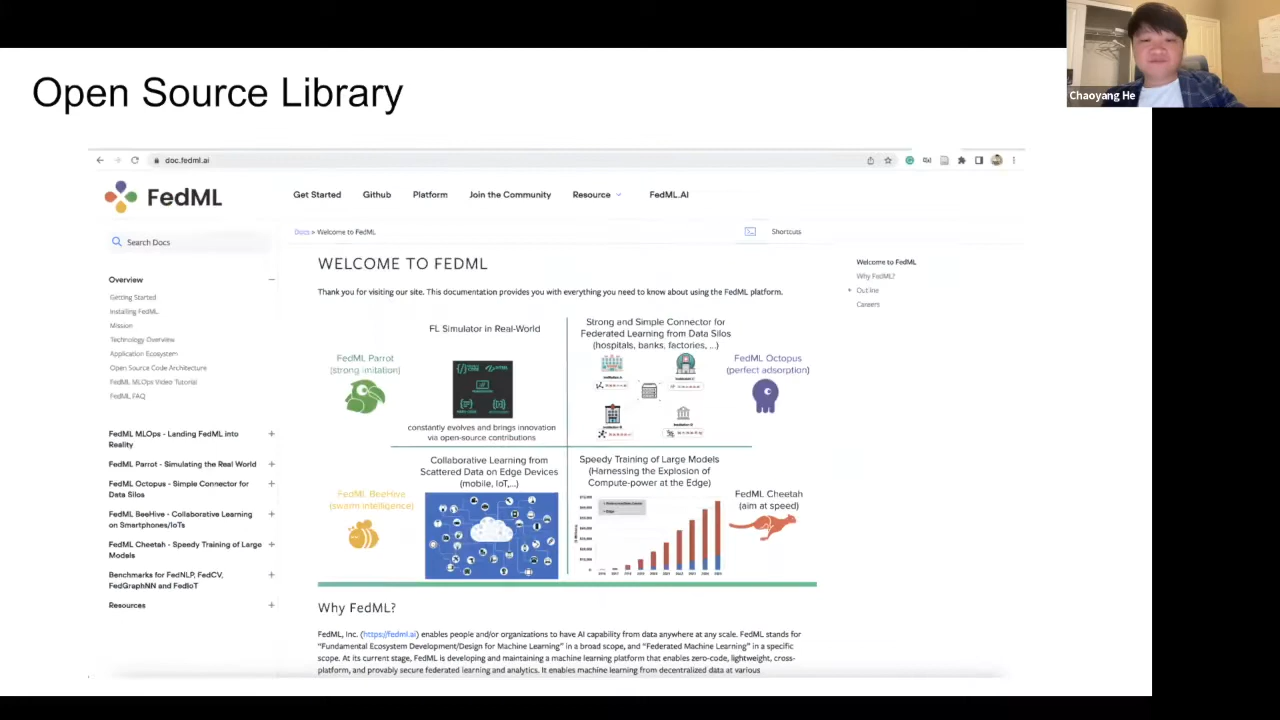 Open Source Library
Chaoyang He
doc.fedml.ai
FedML
Get Started
Github
Platform
Join the Community
Resource
FedML.AI
Search Docs
Docs » Welcome to FedML
Shortcuts
Overview
Getting Started
Installing FedML
Mission
Technology Overview
Application Ecosystem
Open Source Code Architecture
FedML MLOps Video Tutorial
FedML FAQ
FedML MLOps - Landing FedML into
Reality
FedML Parrot - Simulating the Real World
FedML Octopus - Simple Connector for
Data Silos
FedML BeeHive - Collaborative Learning
on Smartphones/IoTs
FedML Cheetah - Speedy Training of Large
Models
Benchmarks for FedNLP, FedCV,
FedGraphNN and FedIoT
Resources
WELCOME TO FEDML
Thank you for visiting our site. This documentation provides you with everything you need to know about using the FedML platform.
FL Simulator in Real-World
FedML Parrot
(strong imitation)
constantly evolves and brings innovation
via open-source contributions
Strong and Simple Connector for
Federated Learning from Data Silos
(hospitals, banks, factories, ...)
FedML Octopus
(perfect adsorption)
Collaborative Learning from
Scattered Data on Edge Devices
(mobile, IoT,...)
FedML BeeHive
(swarm intelligence)
Speedy Training of Large Models
(Harnessing the Explosion of
Compute-power at the Edge)
FedML Cheetah
(aim at speed)
Why FedML?
FedML, Inc. (https://fedml.ai) enables people and/or organizations to have AI capability from data anywhere at any scale. FedML stands for
"Fundamental Ecosystem Development/Design for Machine Learning" in a broad scope, and "Federated Machine Learning" in a specific
scope. At its current stage, FedML is developing and maintaining a machine learning platform that enables zero-code, lightweight, cross-
platform, and provably secure federated learning and analytics. It enables machine learning from decentralized data at various
Welcome to FedML
Why FedML?
Outline
Careers